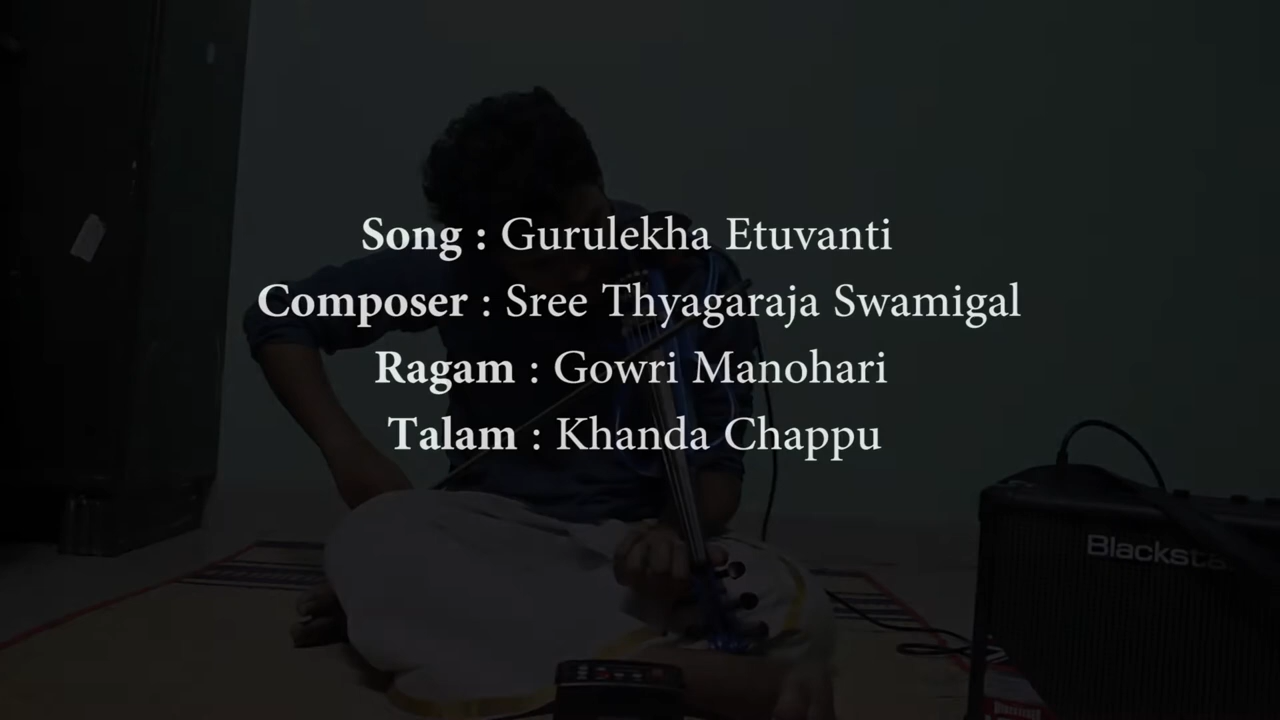 Song : Gurulekha Etuvanti
Composer : Sree Thyagaraja Swamigal
Ragam : Gowri Manohari
Talam : Khanda Chappu